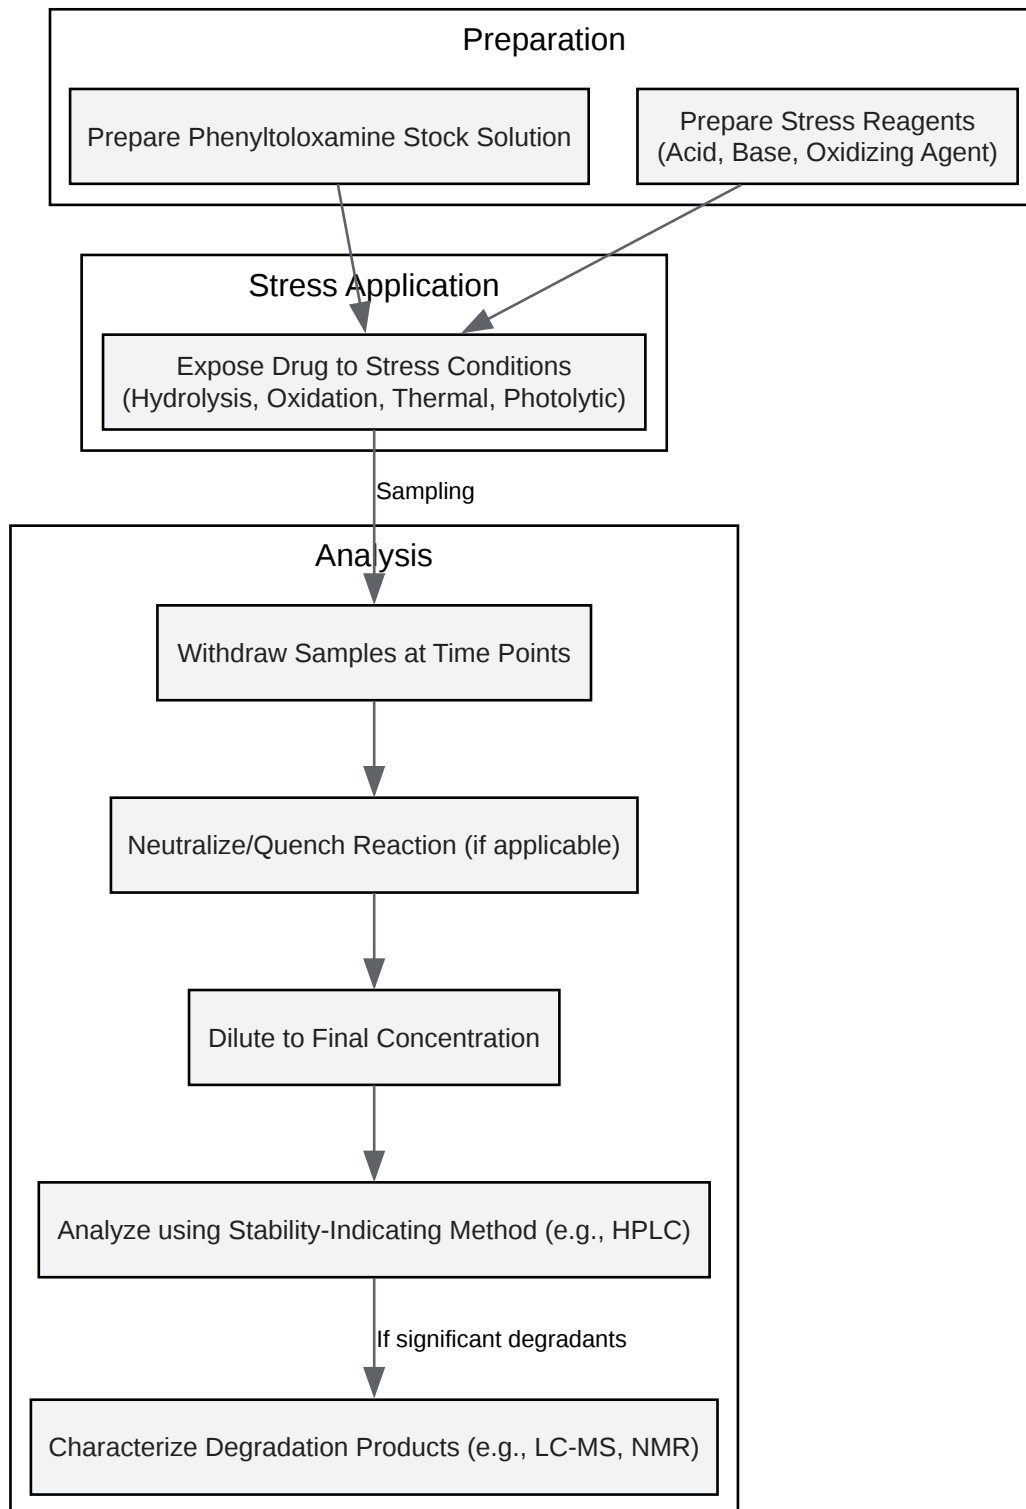 Preparation
Prepare Phenyltoloxamine Stock Solution
Prepare Stress Reagents
(Acid, Base, Oxidizing Agent)
Stress Application
Expose Drug to Stress Conditions
(Hydrolysis, Oxidation, Thermal, Photolytic)
Sampling
Analysis
Withdraw Samples at Time Points
Neutralize/Quench Reaction (if applicable)
Dilute to Final Concentration
Analyze using Stability-Indicating Method (e.g., HPLC)
If significant degradants
Characterize Degradation Products (e.g., LC-MS, NMR)